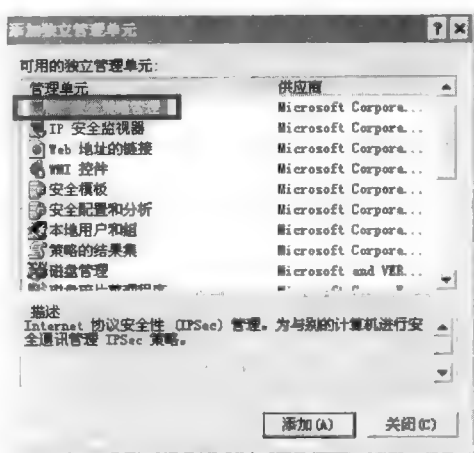 添加独立管理单元
可用的独立管理单元:
管理单元 供应商
Microsoft Corpora...
IP 安全监视器 Microsoft Corpora...
Web 地址的链接 Microsoft Corpora...
WMI 控件 Microsoft Corpora...
安全模板 Microsoft Corpora...
安全配置和分析 Microsoft Corpora...
本地用户和组 Microsoft Corpora...
策略的结果集 Microsoft Corpora...
磁盘管理 Microsoft and VER...
描述
Internet 协议安全性 (IPSec) 管理。为与别的计算机进行安
全通讯管理 IPSec 策略。
添加(A) 关闭(C)